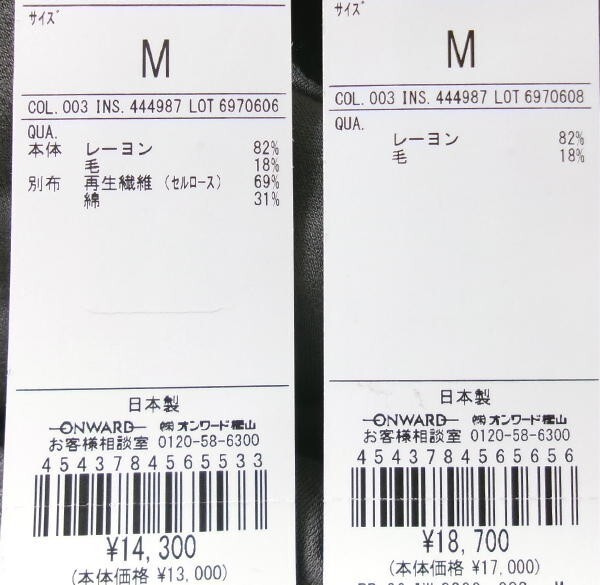 サイズ
M
COL. 003 INS. 444987 LOT 6970606
QUA.
本体 レーヨン 82%
毛 18%
別布 再生繊維 (セルロース) 69%
綿 31%
日本製
ONWARD ㈱オンワード樫山
お客様相談室 0120-58-6300
4543784565533
¥14,300
(本体価格 ¥13,000)
サイズ
M
COL. 003 INS. 444987 LOT 6970608
QUA.
レーヨン 82%
毛 18%
日本製
ONWARD ㈱オンワード樫山
お客様相談室 0120-58-6300
4543784565656
¥18,700
(本体価格 ¥17,000)